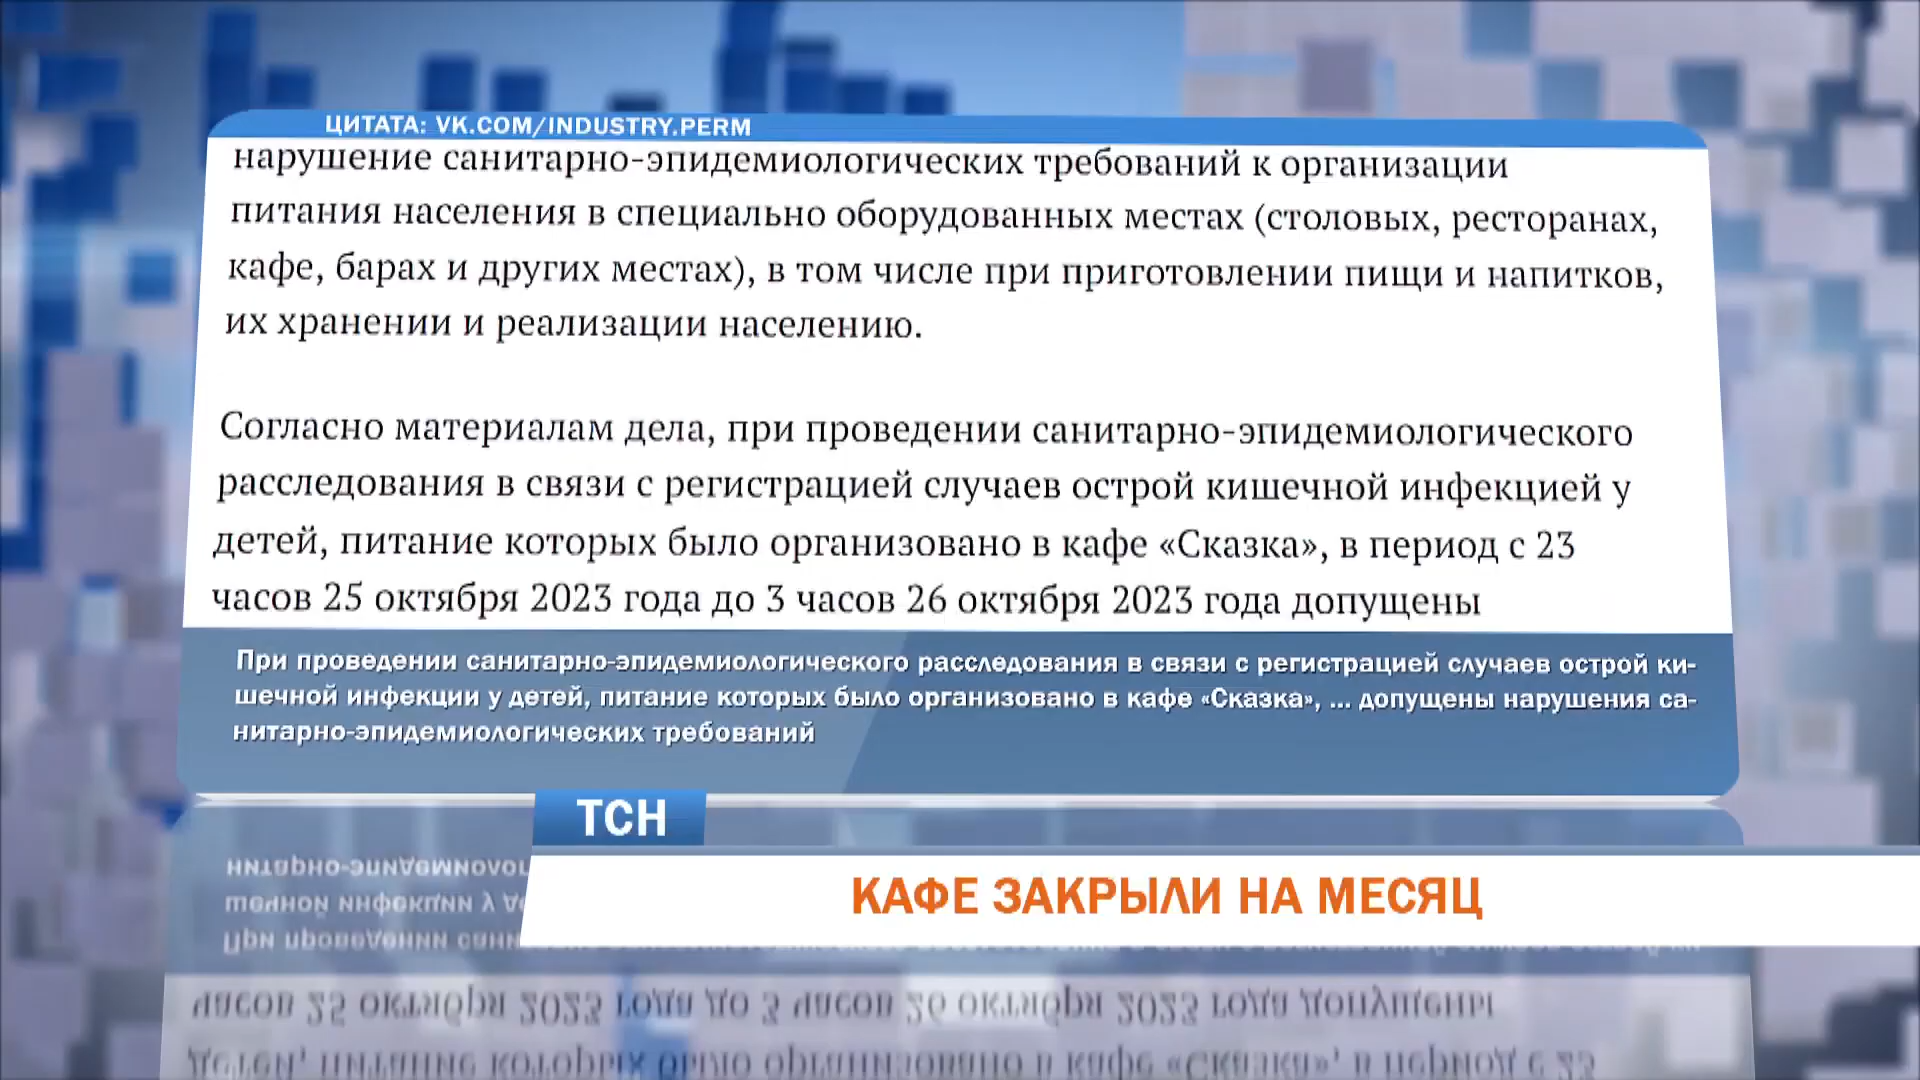 ЦИТАТА: VK.COM/INDUSTRY.PERM
нарушение санитарно-эпидемиологических требований к организации
питания населения в специально оборудованных местах (столовых, ресторанах,
кафе, барах и других местах), в том числе при приготовлении пищи и напитков,
их хранении и реализации населению.
Согласно материалам дела, при проведении санитарно-эпидемиологического
расследования в связи с регистрацией случаев острой кишечной инфекцией у
детей, питание которых было организовано в кафе «Сказка», в период с 23
часов 25 октября 2023 года до 3 часов 26 октября 2023 года допущены
При проведении санитарно-эпидемиологического расследования в связи с регистрацией случаев острой ки-
шечной инфекции у детей, питание которых было организовано в кафе «Сказка», ... допущены нарушения са-
нитарно-эпидемиологических требований
ТСН
КАФЕ ЗАКРЫЛИ НА МЕСЯЦ